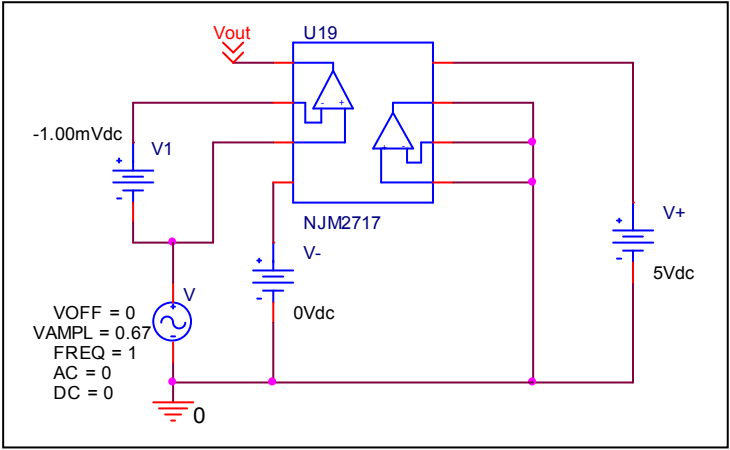 Vout
U19
-1.00mVdc
V1
- +
+ -
+
-
NJM2717
V-
+
-
0Vdc
V+
+
-
5Vdc
V
+
-
VOFF = 0
VAMPL = 0.67
FREQ = 1
AC = 0
DC = 0
0